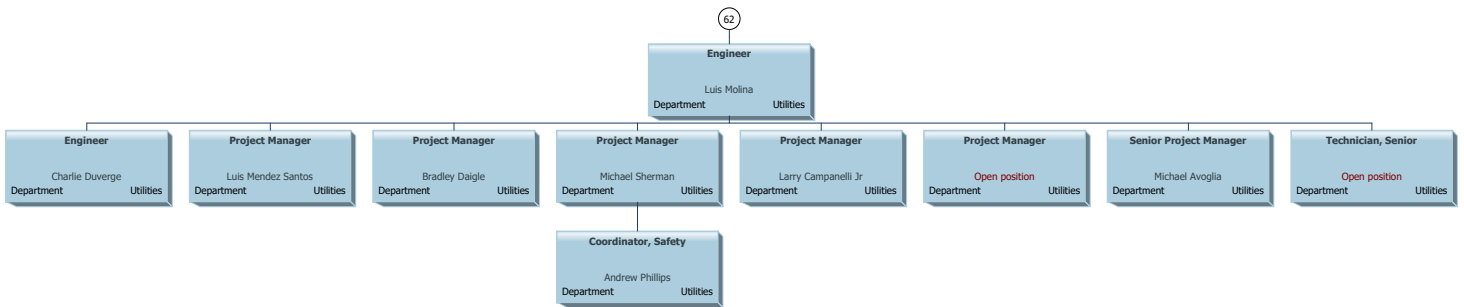 62
Engineer
Luis Molina
Department Utilities
Engineer
Charlie Duverge
Department Utilities
Project Manager
Luis Mendez Santos
Department Utilities
Project Manager
Bradley Daigle
Department Utilities
Project Manager
Michael Sherman
Department Utilities
Project Manager
Larry Campanelli Jr
Department Utilities
Project Manager
Open position
Department Utilities
Senior Project Manager
Michael Avoglia
Department Utilities
Technician, Senior
Open position
Department Utilities
Coordinator, Safety
Andrew Phillips
Department Utilities